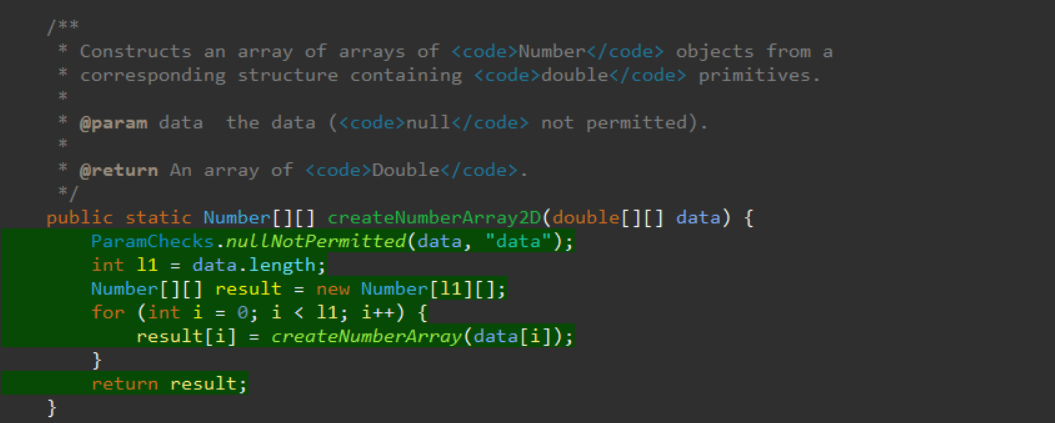 /**
 * Constructs an array of arrays of <code>Number</code> objects from a
 * corresponding structure containing <code>double</code> primitives.
 *
 * @param data  the data (<code>null</code> not permitted).
 *
 * @return An array of <code>Double</code>.
 */
public static Number[][] createNumberArray2D(double[][] data) {
    ParamChecks.nullNotPermitted(data, "data");
    int l1 = data.length;
    Number[][] result = new Number[l1][];
    for (int i = 0; i < l1; i++) {
        result[i] = createNumberArray(data[i]);
    }
    return result;
}